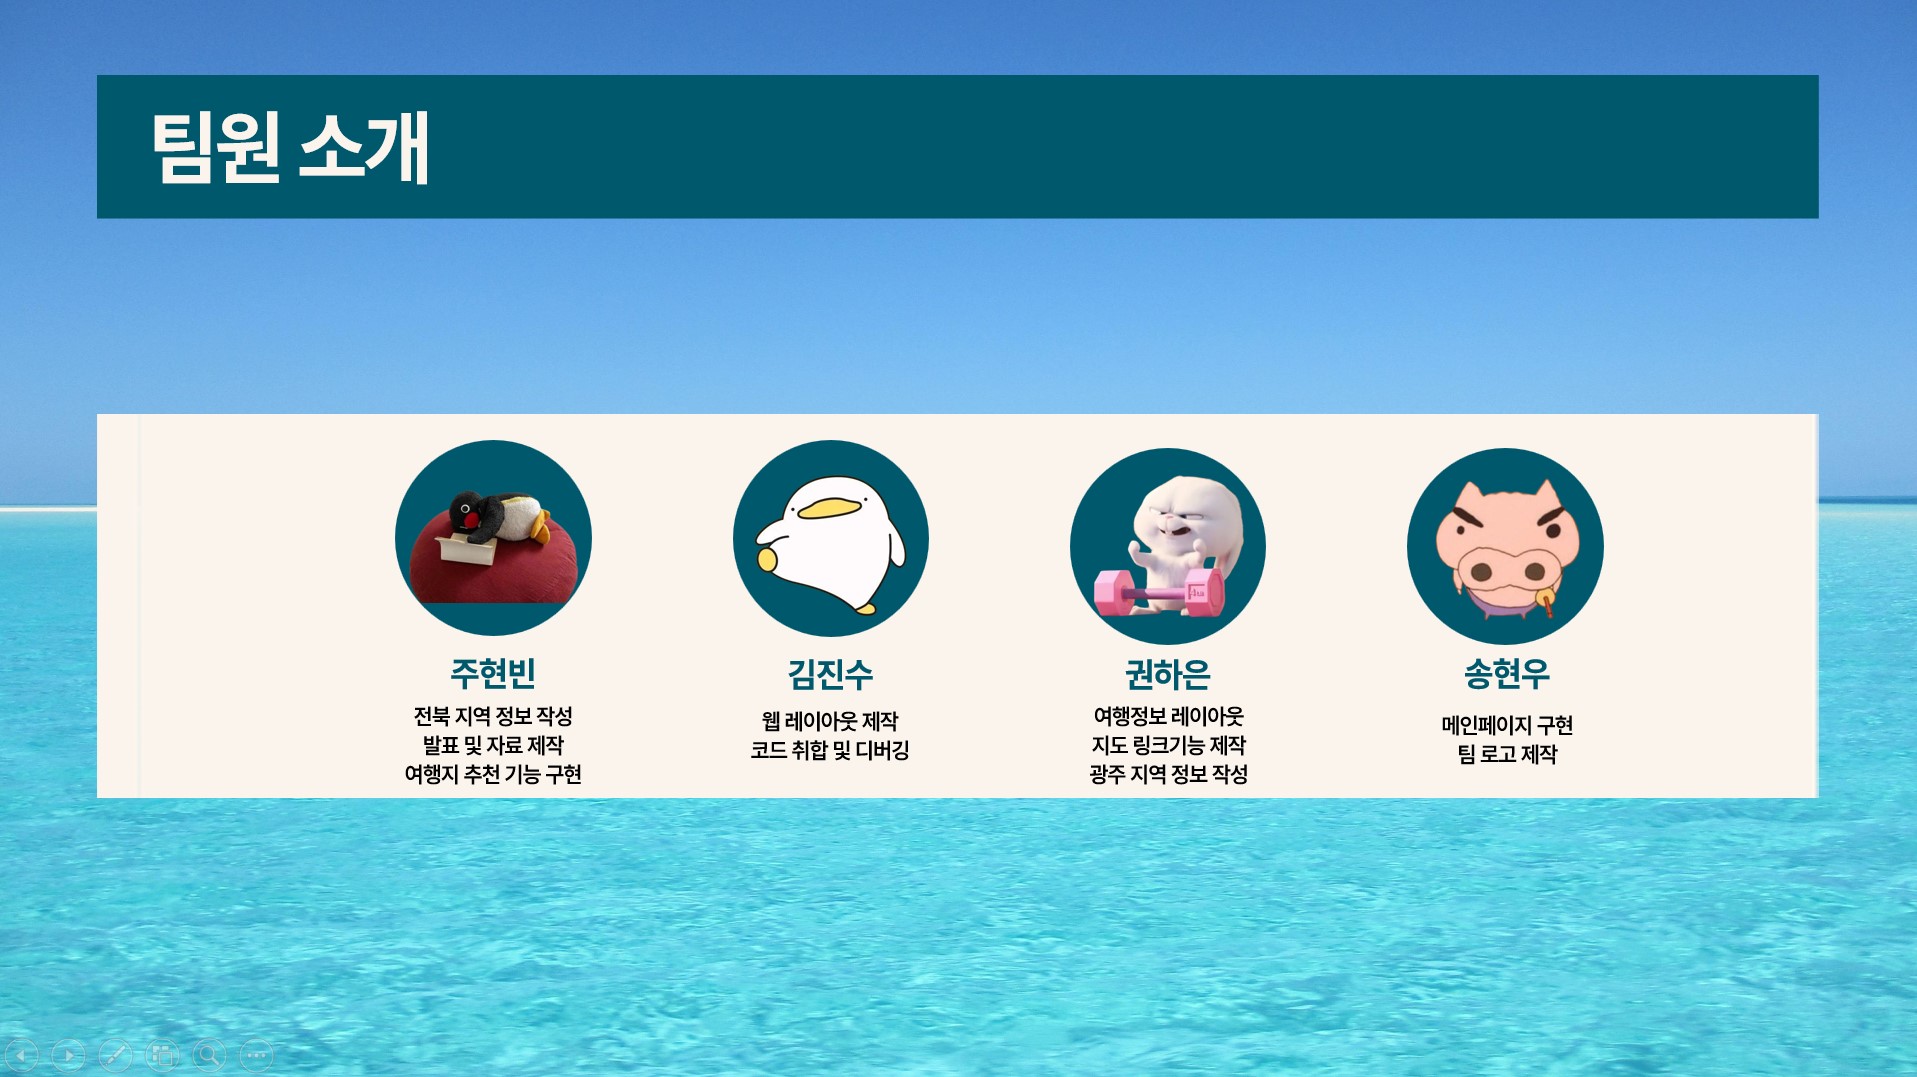 팀원 소개
주현빈
전북 지역 정보 작성
발표 및 자료 제작
여행지 추천 기능 구현
김진수
웹 레이아웃 제작
코드 취합 및 디버깅
권하은
여행정보 레이아웃
지도 링크기능 제작
광주 지역 정보 작성
송현우
메인페이지 구현
팀 로고 제작